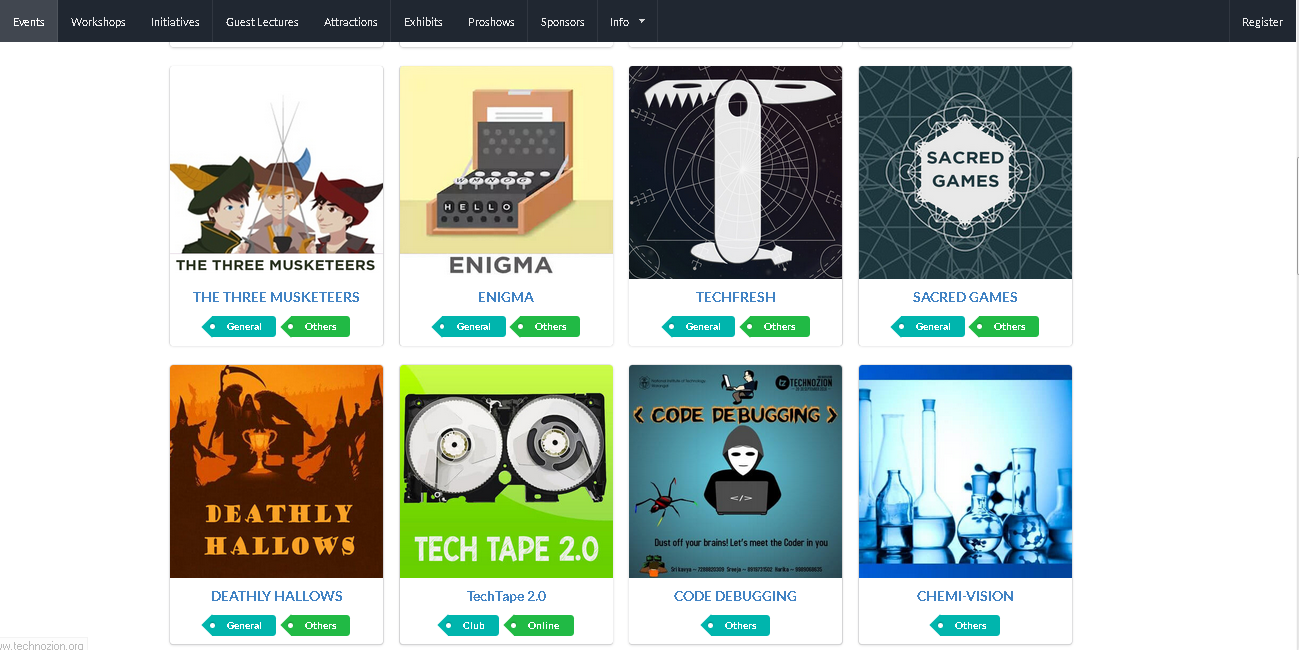 Events Workshops Initiatives Guest Lectures Attractions Exhibits Proshows Sponsors Info Register
THE THREE MUSKETEERS
HELLO
ENIGMA
SACRED
GAMES
THE THREE MUSKETEERS
General Others
ENIGMA
General Others
TECHFRESH
General Others
SACRED GAMES
General Others
DEATHLY
HALLOWS
TECH TAPE 2.0
TECHNOZION
< CODE DEBUGGING >
</>
Dust off your brains! Let's meet the Coder in you
DEATHLY HALLOWS
General Others
TechTape 2.0
Club Online
CODE DEBUGGING
Others
CHEMI-VISION
Others
w.technozion.org